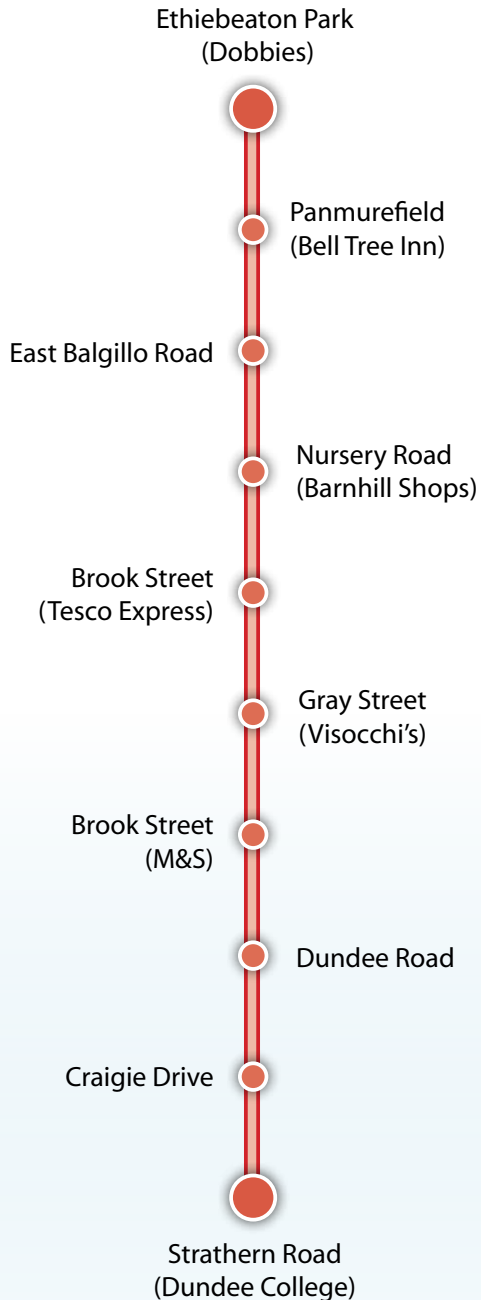 Ethiebeaton Park
(Dobbies)
Panmurefield
(Bell Tree Inn)
East Balgillo Road
Nursery Road
(Barnhill Shops)
Brook Street
(Tesco Express)
Gray Street
(Visocchi’s)
Brook Street
(M&S)
Dundee Road
Craigie Drive
Strathern Road
(Dundee College)